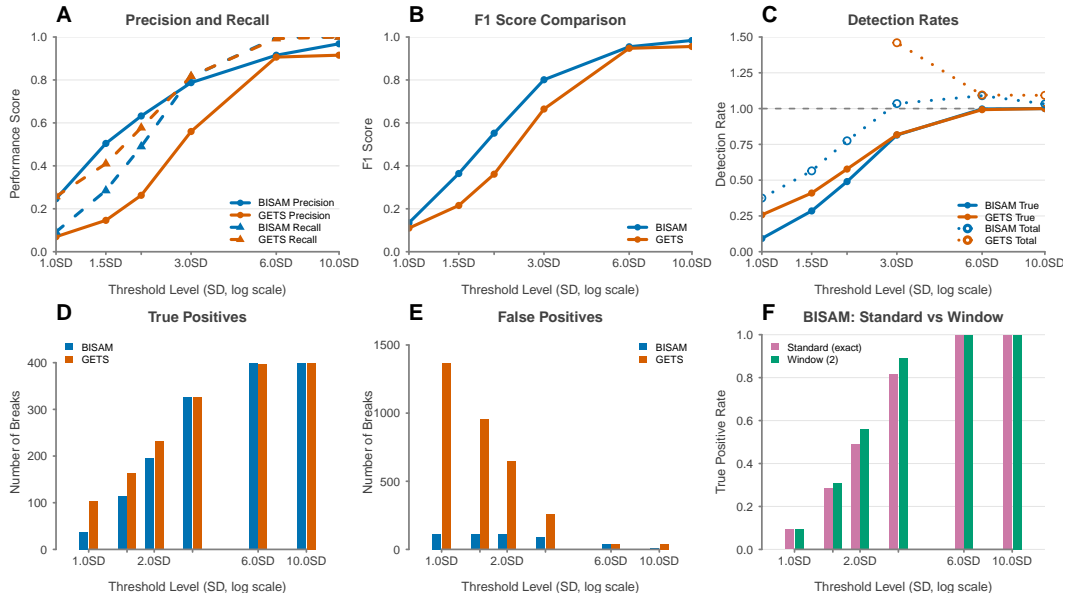 A
Precision and Recall
1.0
0.8
0.6
0.4
0.2
0.0
Performance Score
BISAM Precision
GETS Precision
BISAM Recall
GETS Recall
1.0SD
1.5SD
3.0SD
6.0SD
10.0SD
Threshold Level (SD, log scale)
B
F1 Score Comparison
1.0
0.8
0.6
0.4
0.2
0.0
F1 Score
BISAM
GETS
1.0SD
1.5SD
3.0SD
6.0SD
10.0SD
Threshold Level (SD, log scale)
C
Detection Rates
1.50
1.25
1.00
0.75
0.50
0.25
0.00
Detection Rate
BISAM True
GETS True
BISAM Total
GETS Total
1.0SD
1.5SD
3.0SD
6.0SD
10.0SD
Threshold Level (SD, log scale)
D
True Positives
BISAM
GETS
400
300
200
100
0
Number of Breaks
1.0SD
2.0SD
6.0SD
10.0SD
Threshold Level (SD, log scale)
E
False Positives
BISAM
GETS
1500
1000
500
0
Number of Breaks
1.0SD
2.0SD
6.0SD
10.0SD
Threshold Level (SD, log scale)
F
BISAM: Standard vs Window
Standard (exact)
Window (2)
1.0
0.8
0.6
0.4
0.2
0.0
True Positive Rate
1.0SD
2.0SD
6.0SD
10.0SD
Threshold Level (SD, log scale)